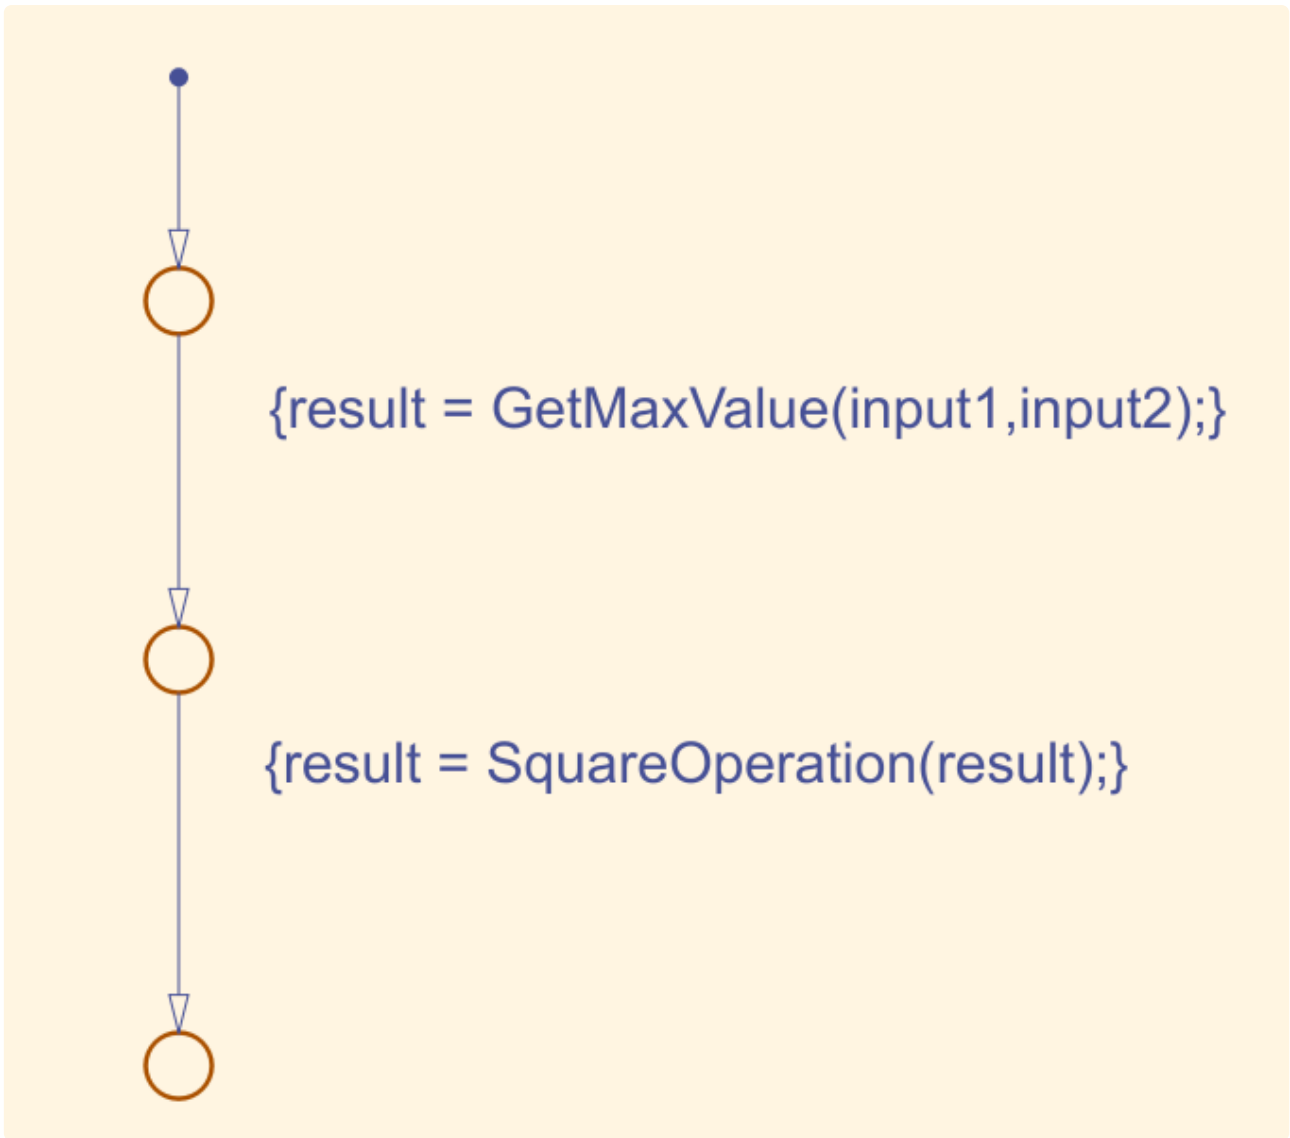 {result = GetMaxValue(input1,input2);}
{result = SquareOperation(result);}